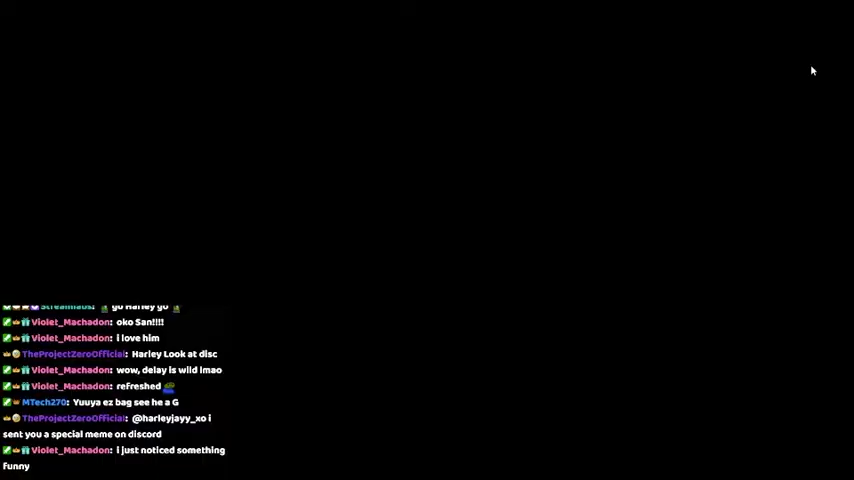 Streamlabs: go Harley go
Violet_Machadon: oko San!!!!
Violet_Machadon: i love him
TheProjectZeroOfficial: Harley Look at disc
Violet_Machadon: wow, delay is wild lmao
Violet_Machadon: refreshed
MTech270: Yuuya ez bag see he a G
TheProjectZeroOfficial: @harleyjayy_xo i
sent you a special meme on discord
Violet_Machadon: i just noticed something
funny